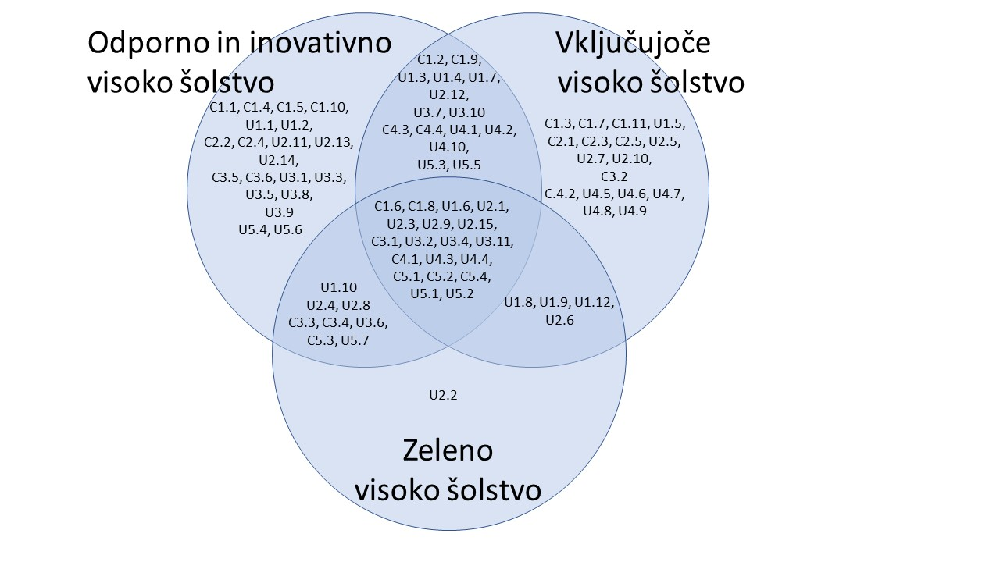 Odporno in inovativno
visoko šolstvo
C1.1, C1.4, C1.5, C1.10,
U1.1, U1.2,
C2.2, C2.4, U2.11, U2.13,
U2.14,
C3.5, C3.6, U3.1, U3.3,
U3.5, U3.8,
U3.9
U5.4, U5.6
C1.2, C1.9,
U1.3, U1.4, U1.7,
U2.12,
U3.7, U3.10
C4.3, C4.4, U4.1, U4.2,
U4.10,
U5.3, U5.5
Vključujoče
visoko šolstvo
C1.3, C1.7, C1.11, U1.5,
C2.1, C2.3, C2.5, U2.5,
U2.7, U2.10,
C3.2
C.4.2, U4.5, U4.6, U4.7,
U4.8, U4.9
C1.6, C1.8, U1.6, U2.1,
U2.3, U2.9, U2.15,
C3.1, U3.2, U3.4, U3.11,
C4.1, U4.3, U4.4,
C5.1, C5.2, C5.4,
U5.1, U5.2
U1.10
U2.4, U2.8
C3.3, C3.4, U3.6,
C5.3, U5.7
U1.8, U1.9, U1.12,
U2.6
U2.2
Zeleno
visoko šolstvo